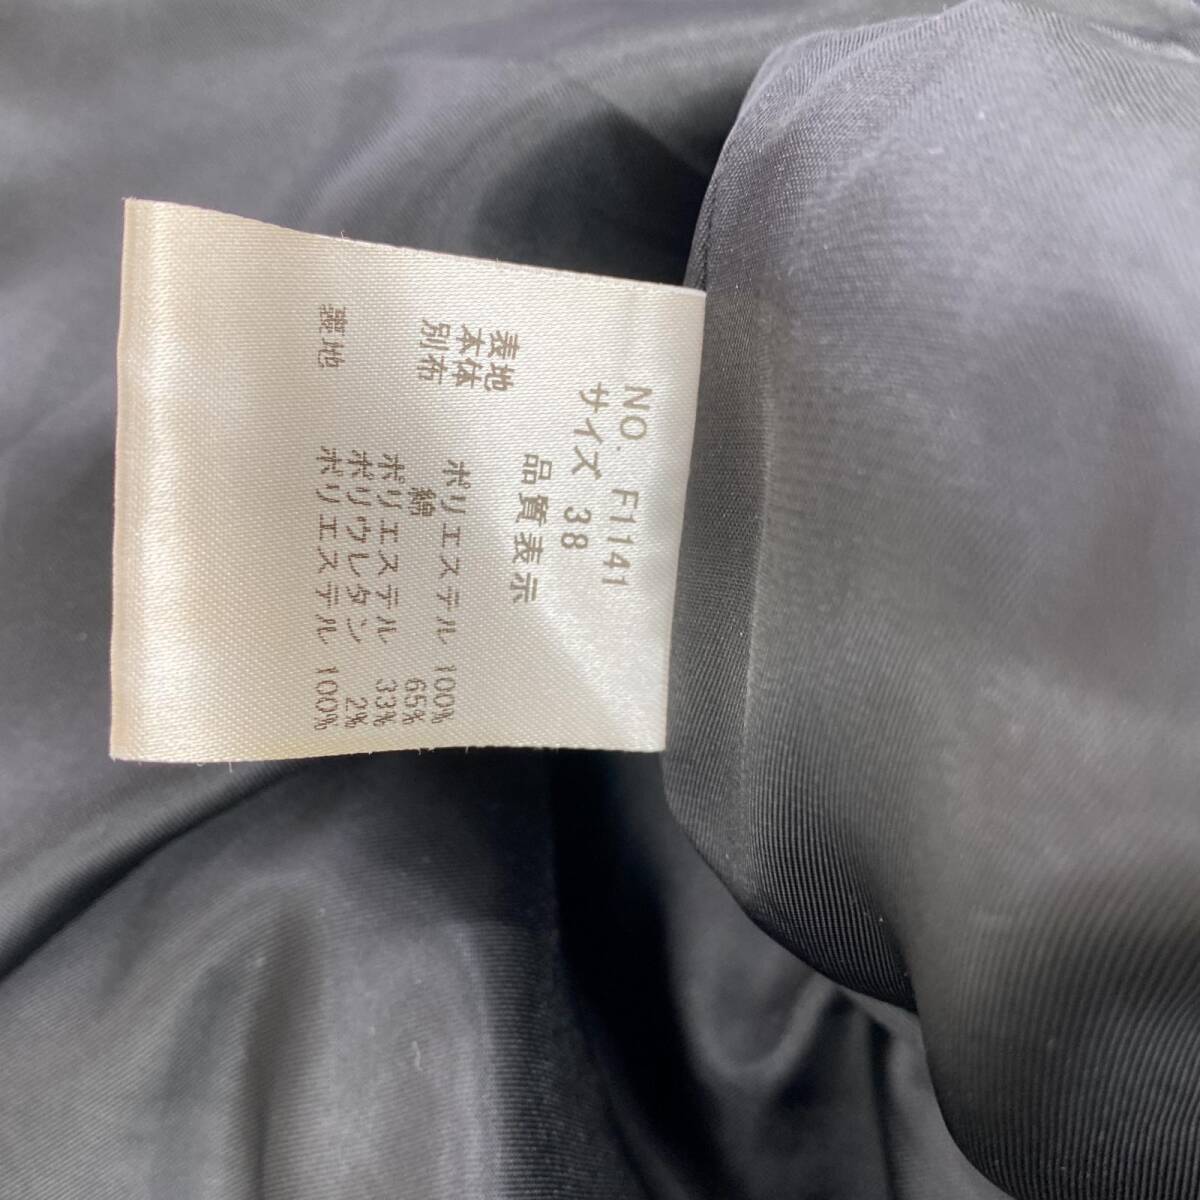 NO. F1141
サイズ 38
品質表示
表地
本体 ポリエステル 100%
別布 綿 65%
ポリエステル 33%
ポリウレタン 2%
裏地 ポリエステル 100%